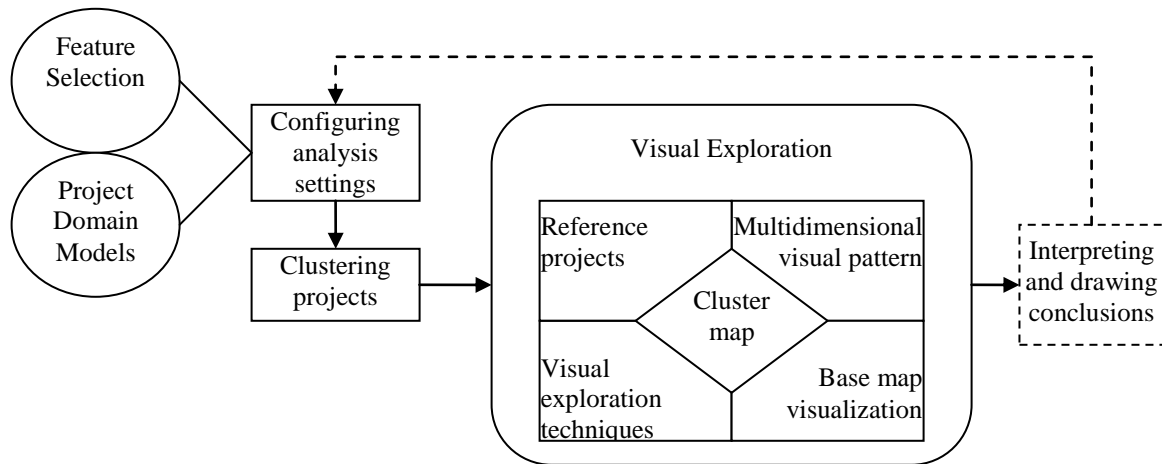 Feature
Selection
Project
Domain
Models
Configuring
analysis
settings
Clustering
projects
Visual Exploration
Reference
projects
Multidimensional
visual pattern
Cluster
map
Visual
exploration
techniques
Base map
visualization
Interpreting
and drawing
conclusions